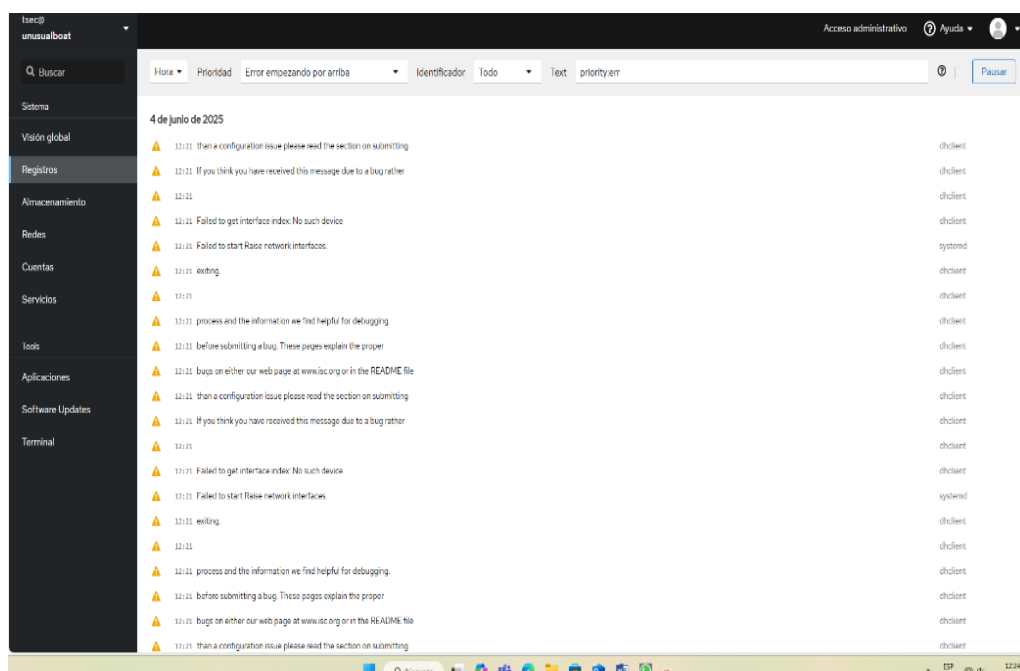 tsec@
unusualboat
Acceso administrativo
Ayuda
Buscar
Hora
Prioridad
Error empezando por arriba
Identificador
Todo
Text
priority:err
Pausar
Sistema
Visión global
Registros
Almacenamiento
Redes
Cuentas
Servicios
Tools
Aplicaciones
Software Updates
Terminal
4 de junio de 2025
12:21 than a configuration issue please read the section on submitting dhclient
12:21 If you think you have received this message due to a bug rather dhclient
12:21 dhclient
12:21 Failed to get interface index: No such device dhclient
12:21 Failed to start Raise network interfaces. systemd
12:21 exiting. dhclient
12:21 dhclient
12:21 process and the information we find helpful for debugging dhclient
12:21 before submitting a bug. These pages explain the proper dhclient
12:21 bugs on either our web page at www.isc.org or in the README file dhclient
12:21 than a configuration issue please read the section on submitting dhclient
12:21 If you think you have received this message due to a bug rather dhclient
12:21 dhclient
12:21 Failed to get interface index: No such device dhclient
12:21 Failed to start Raise network interfaces. systemd
12:21 exiting. dhclient
12:21 dhclient
12:21 process and the information we find helpful for debugging. dhclient
12:21 before submitting a bug. These pages explain the proper dhclient
12:21 bugs on either our web page at www.isc.org or in the README file dhclient
12:21 than a configuration issue please read the section on submitting dhclient
ESP
12:24